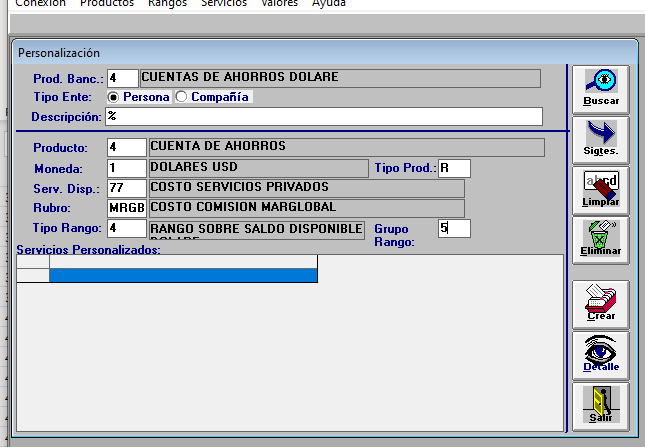 Conexión Productos Rangos Servicios Valores Ayuda
Personalización
Prod. Banc.: 4 CUENTAS DE AHORROS DOLARE
Tipo Ente: Persona Compañía
Descripción: %
Producto: 4 CUENTA DE AHORROS
Moneda: 1 DOLARES USD Tipo Prod.: R
Serv. Disp.: 77 COSTO SERVICIOS PRIVADOS
Rubro: MRGB COSTO COMISION MARGLOBAL
Tipo Rango: 4 RANGO SOBRE SALDO DISPONIBLE
DOLARE
Grupo
Rango: 5
Servicios Personalizados:
Buscar
Sigtes.
abcd
Limpiar
Eliminar
Crear
Detalle
Salir